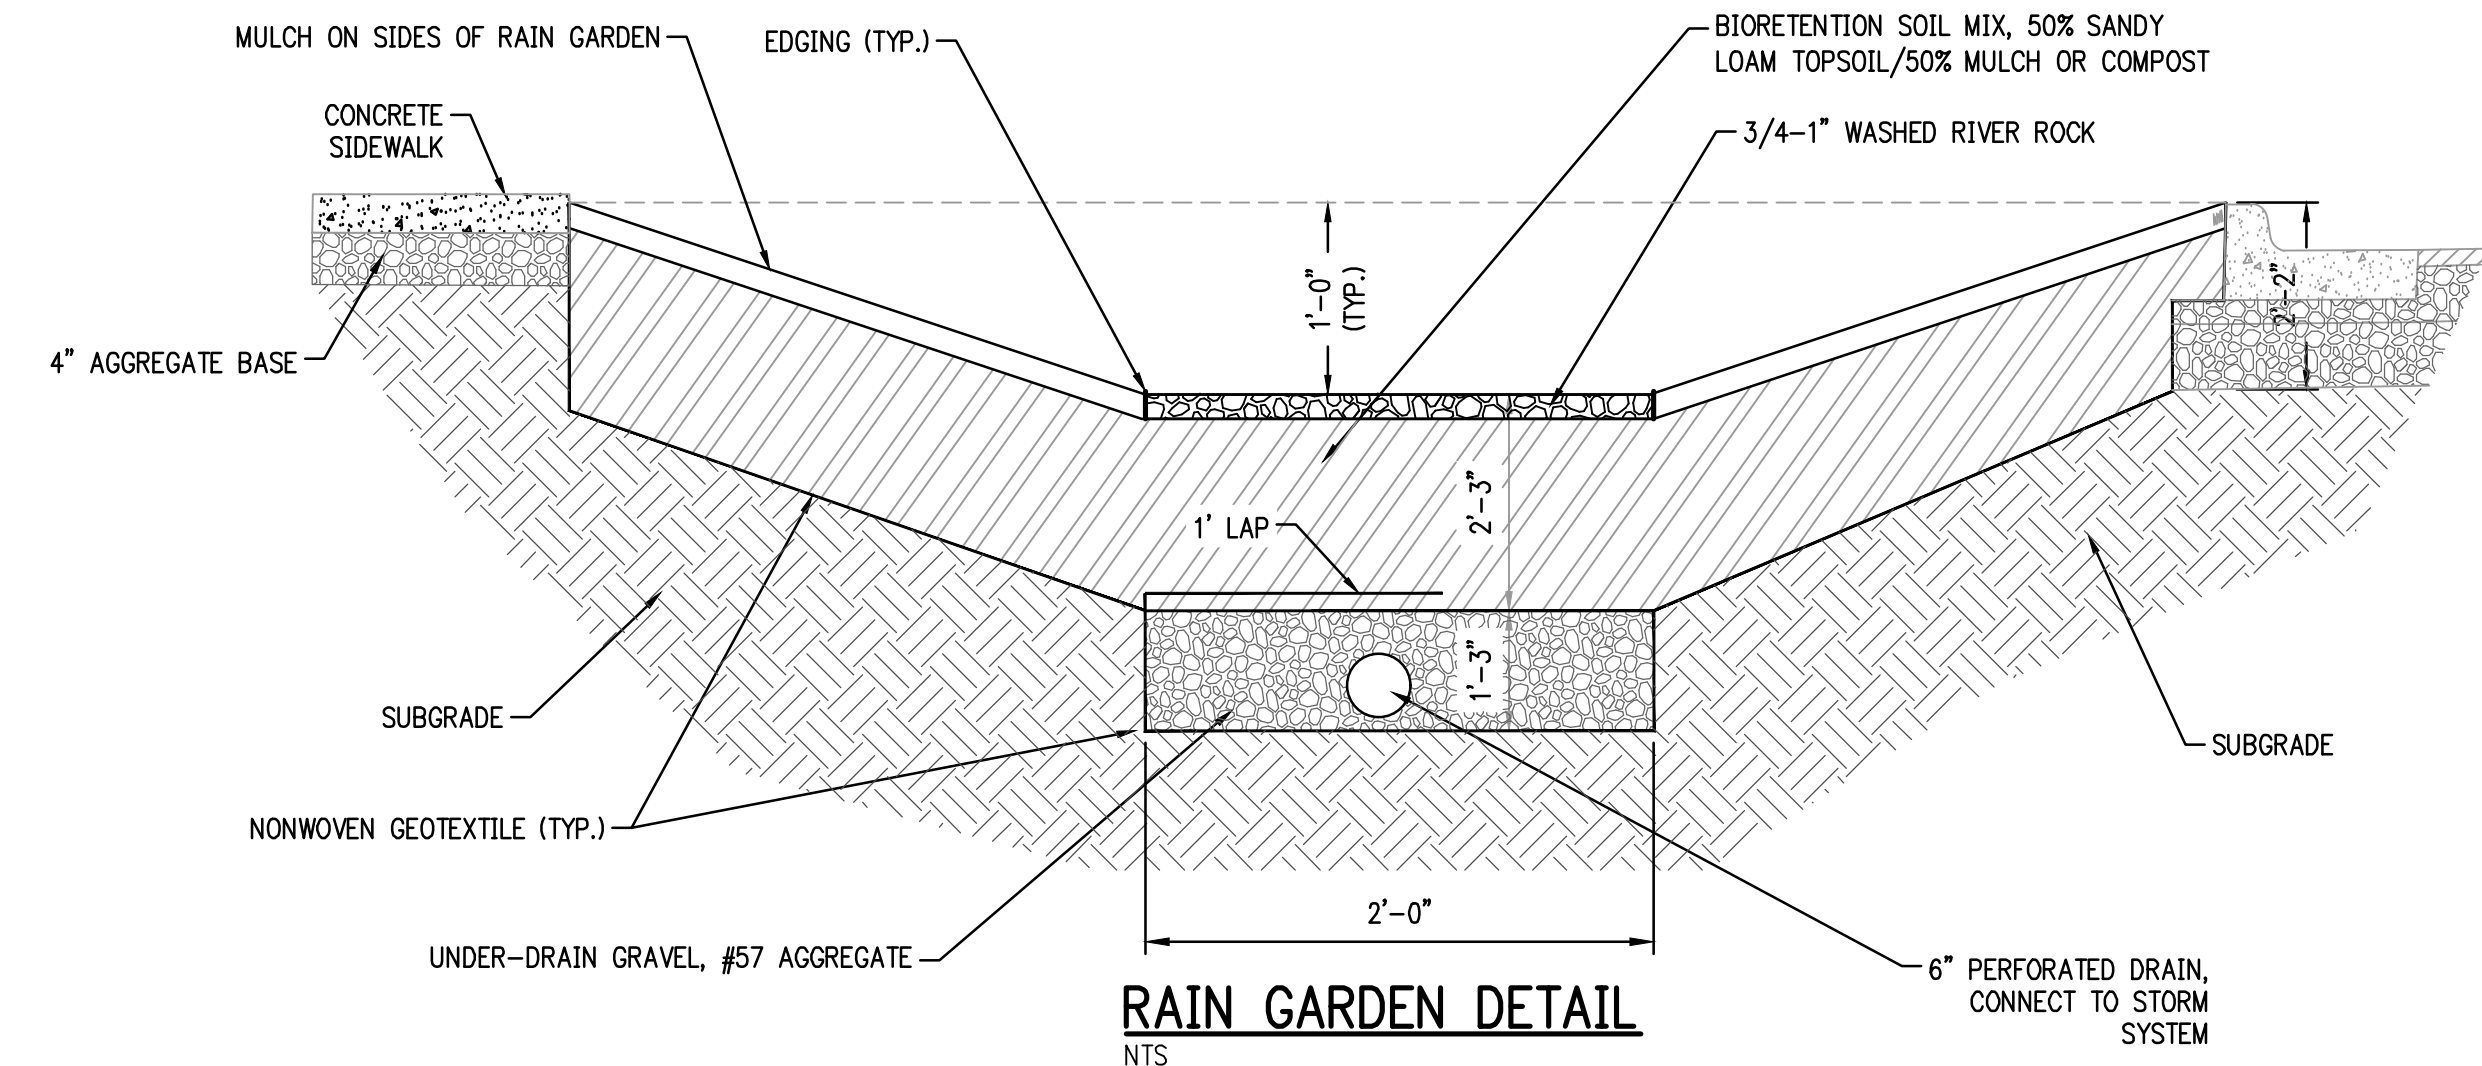 MULCH ON SIDES OF RAIN GARDEN
EDGING (TYP.)
BIORETENTION SOIL MIX, 50% SANDY
LOAM TOPSOIL/50% MULCH OR COMPOST
CONCRETE
SIDEWALK
3/4-1" WASHED RIVER ROCK
1'-0"
(TYP.)
2'-2"
4" AGGREGATE BASE
2'-3"
1' LAP
1'-3"
SUBGRADE
SUBGRADE
NONWOVEN GEOTEXTILE (TYP.)
2'-0"
UNDER-DRAIN GRAVEL, #57 AGGREGATE
6" PERFORATED DRAIN,
CONNECT TO STORM
SYSTEM
RAIN GARDEN DETAIL
NTS